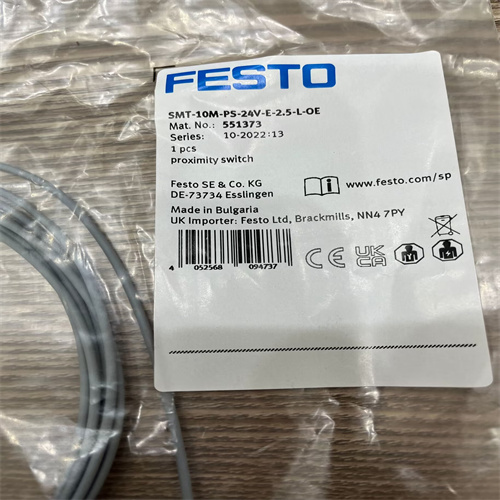 FESTO
SMT-10M-PS-24V-E-2.5-L-OE
Mat. No.: 551373
Series: 10-2022:13
1 pcs
proximity switch
Festo SE & Co. KG
DE-73734 Esslingen
www.festo.com/sp
Made in Bulgaria
UK Importer: Festo Ltd, Brackmills, NN4 7PY
4 052568 094737
CE UK CA